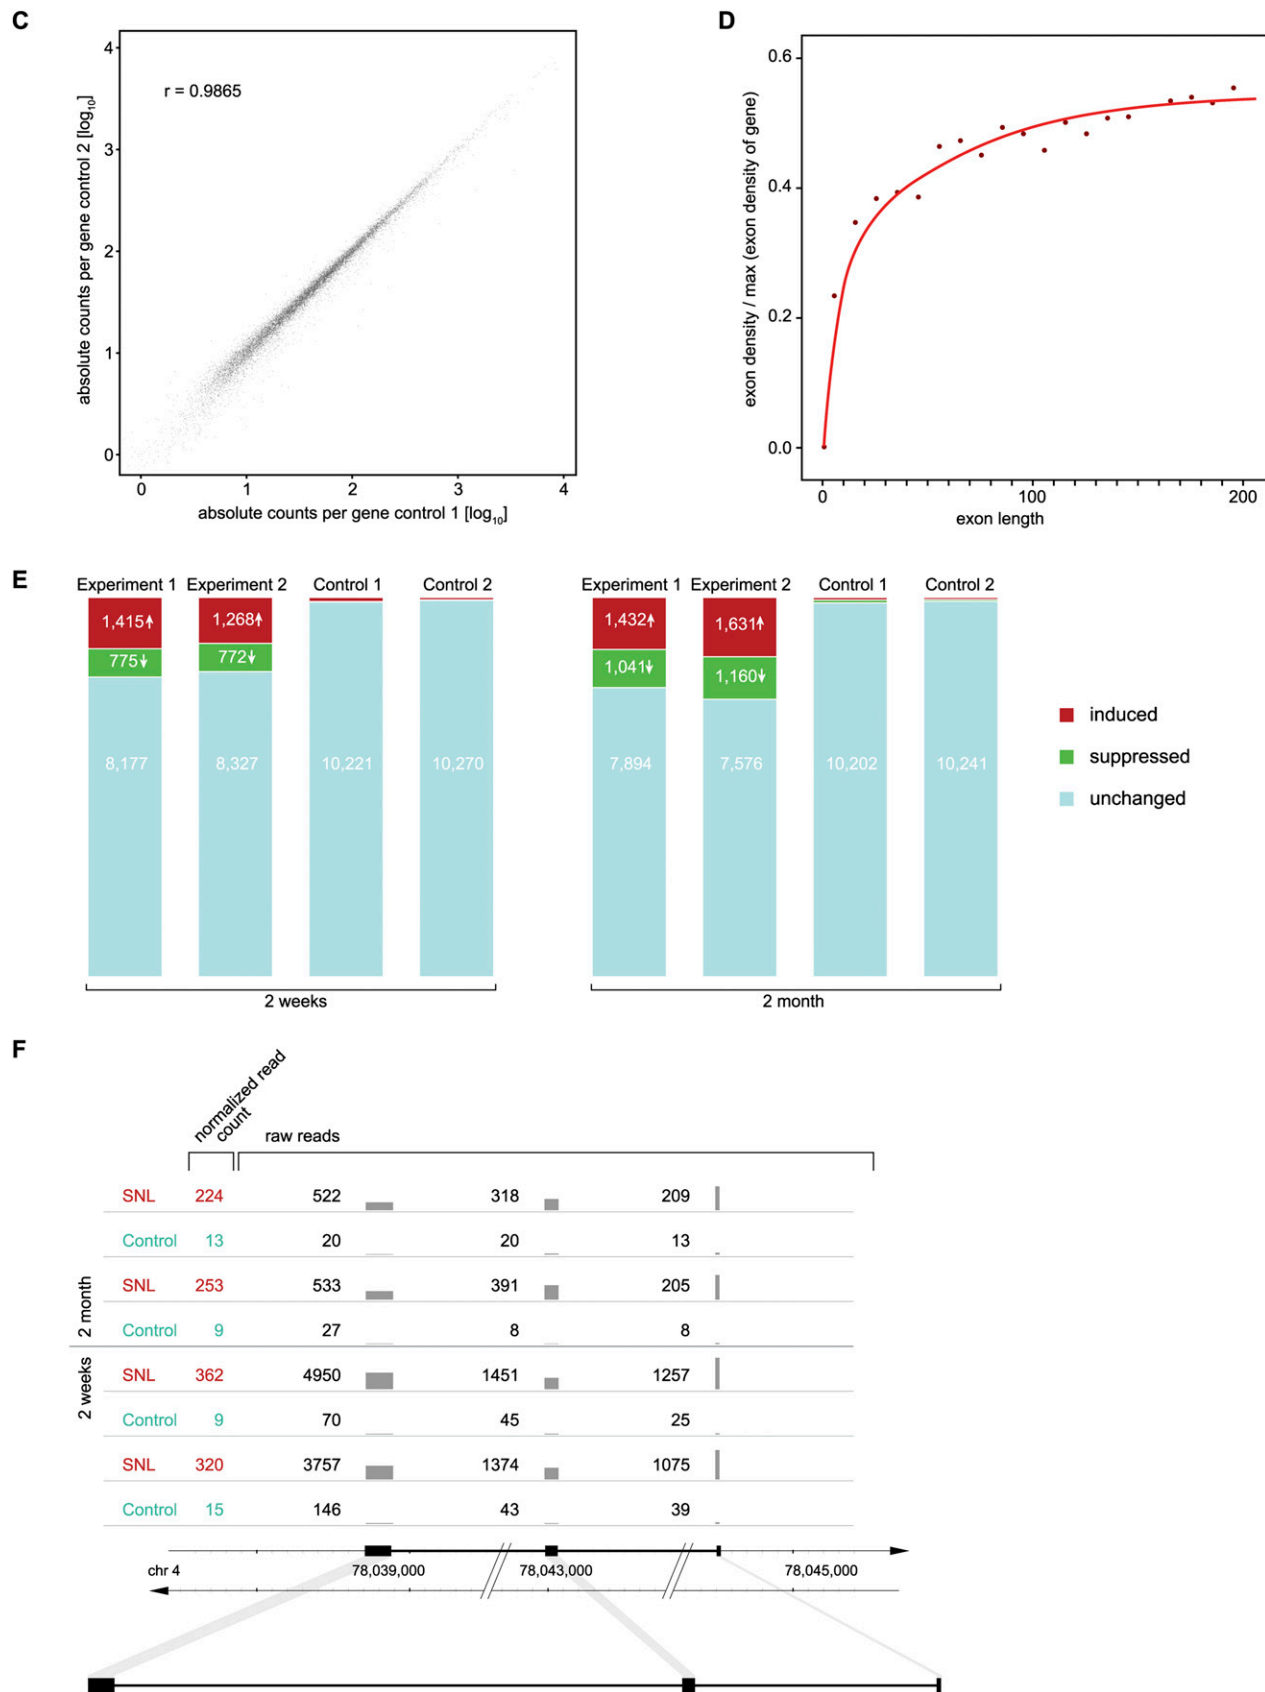 C
4
3
2
1
0
r = 0.9865
absolute counts per gene control 2 [log10]
0 1 2 3 4
absolute counts per gene control 1 [log10]
D
0.6
0.4
0.2
0.0
exon density / max (exon density of gene)
0 100 200
exon length
E
Experiment 1 Experiment 2 Control 1 Control 2
1,415↑ 1,268↑
775↓ 772↓
8,177 8,327 10,221 10,270
2 weeks
Experiment 1 Experiment 2 Control 1 Control 2
1,432↑ 1,631↑
1,041↓ 1,160↓
7,894 7,576 10,202 10,241
2 month
induced
suppressed
unchanged
F
normalized read
count
raw reads
2 month
SNL 224 522 318 209
Control 13 20 20 13
SNL 253 533 391 205
Control 9 27 8 8
2 weeks
SNL 362 4950 1451 1257
Control 9 70 45 25
SNL 320 3757 1374 1075
Control 15 146 43 39
chr 4 78,039,000 78,043,000 78,045,000